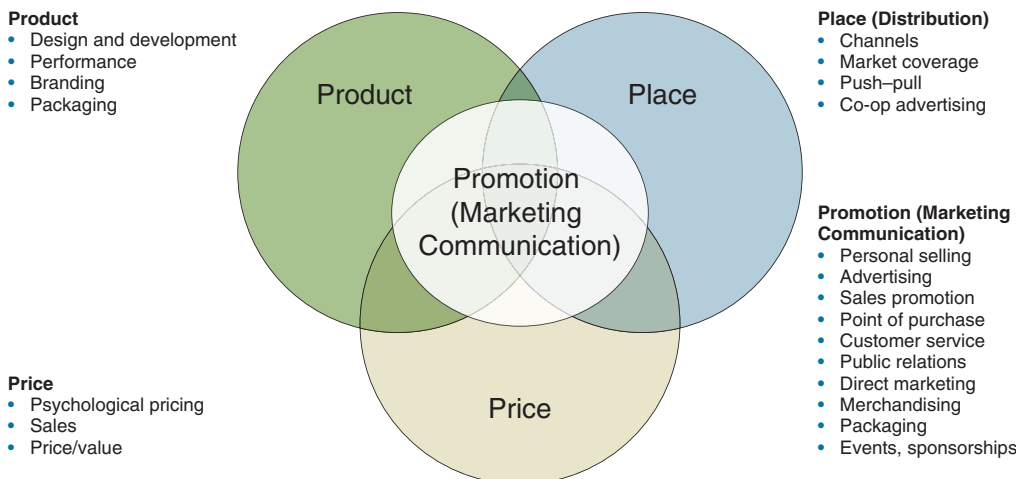 Product
• Design and development
• Performance
• Branding
• Packaging
Place (Distribution)
• Channels
• Market coverage
• Push–pull
• Co-op advertising
Product
Place
Promotion
(Marketing
Communication)
Price
Promotion (Marketing
Communication)
• Personal selling
• Advertising
• Sales promotion
• Point of purchase
• Customer service
• Public relations
• Direct marketing
• Merchandising
• Packaging
• Events, sponsorships
Price
• Psychological pricing
• Sales
• Price/value